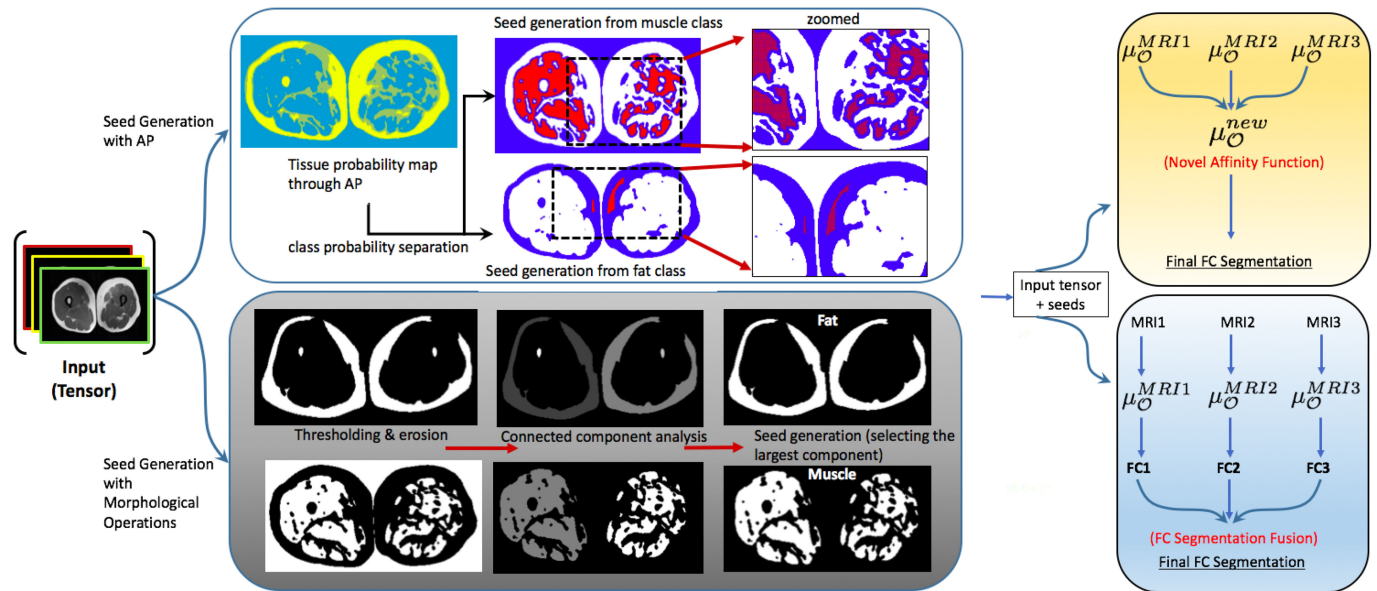 Input
(Tensor)
Seed Generation
with AP
Seed Generation
with
Morphological
Operations
Seed generation from muscle class
zoomed
Tissue probability map
through AP
class probability separation
Seed generation from fat class
Fat
Thresholding & erosion
Connected component analysis
Seed generation (selecting the
largest component)
Muscle
Input tensor
+ seeds
μ_O^MRI1 μ_O^MRI2 μ_O^MRI3
μ_O^new
(Novel Affinity Function)
Final FC Segmentation
MRI1 MRI2 MRI3
μ_O^MRI1 μ_O^MRI2 μ_O^MRI3
FC1 FC2 FC3
(FC Segmentation Fusion)
Final FC Segmentation